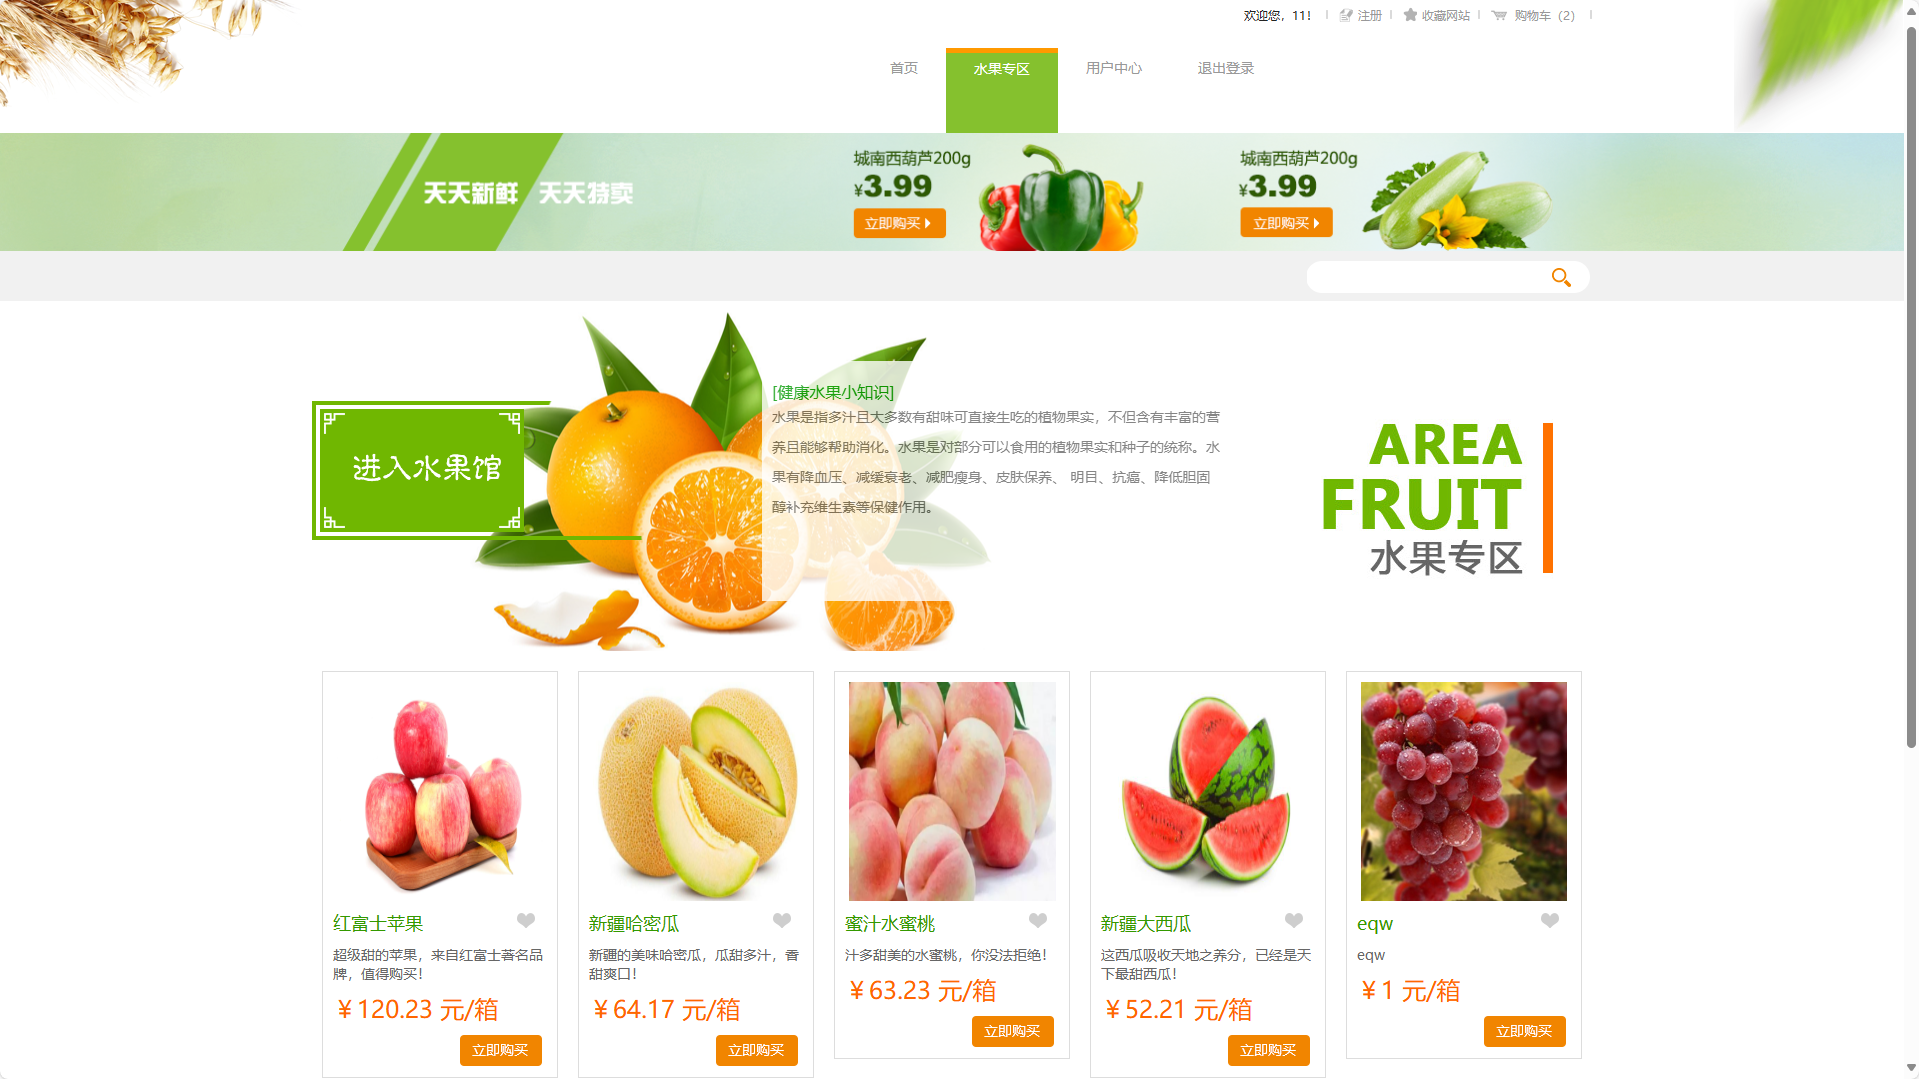 欢迎您，11！ 注册 收藏网站 购物车（2）
首页 水果专区 用户中心 退出登录
天天新鲜 天天特卖
城南西葫芦200g
¥3.99
立即购买
城南西葫芦200g
¥3.99
立即购买
进入水果馆
[健康水果小知识]
水果是指多汁且大多数有甜味可直接生吃的植物果实，不但含有丰富的营
养且能够帮助消化。水果是对部分可以食用的植物果实和种子的统称。水
果有降血压、减缓衰老、减肥瘦身、皮肤保养、 明目、抗癌、降低胆固
醇补充维生素等保健作用。
AREA
FRUIT
水果专区
红富士苹果
超级甜的苹果，来自红富士著名品
牌，值得购买！
￥120.23 元/箱
立即购买
新疆哈密瓜
新疆的美味哈密瓜，瓜甜多汁，香
甜爽口！
￥64.17 元/箱
立即购买
蜜汁水蜜桃
汁多甜美的水蜜桃，你没法拒绝！
￥63.23 元/箱
立即购买
新疆大西瓜
这西瓜吸收天地之养分，已经是天
下最甜西瓜！
￥52.21 元/箱
立即购买
eqw
eqw
￥1 元/箱
立即购买